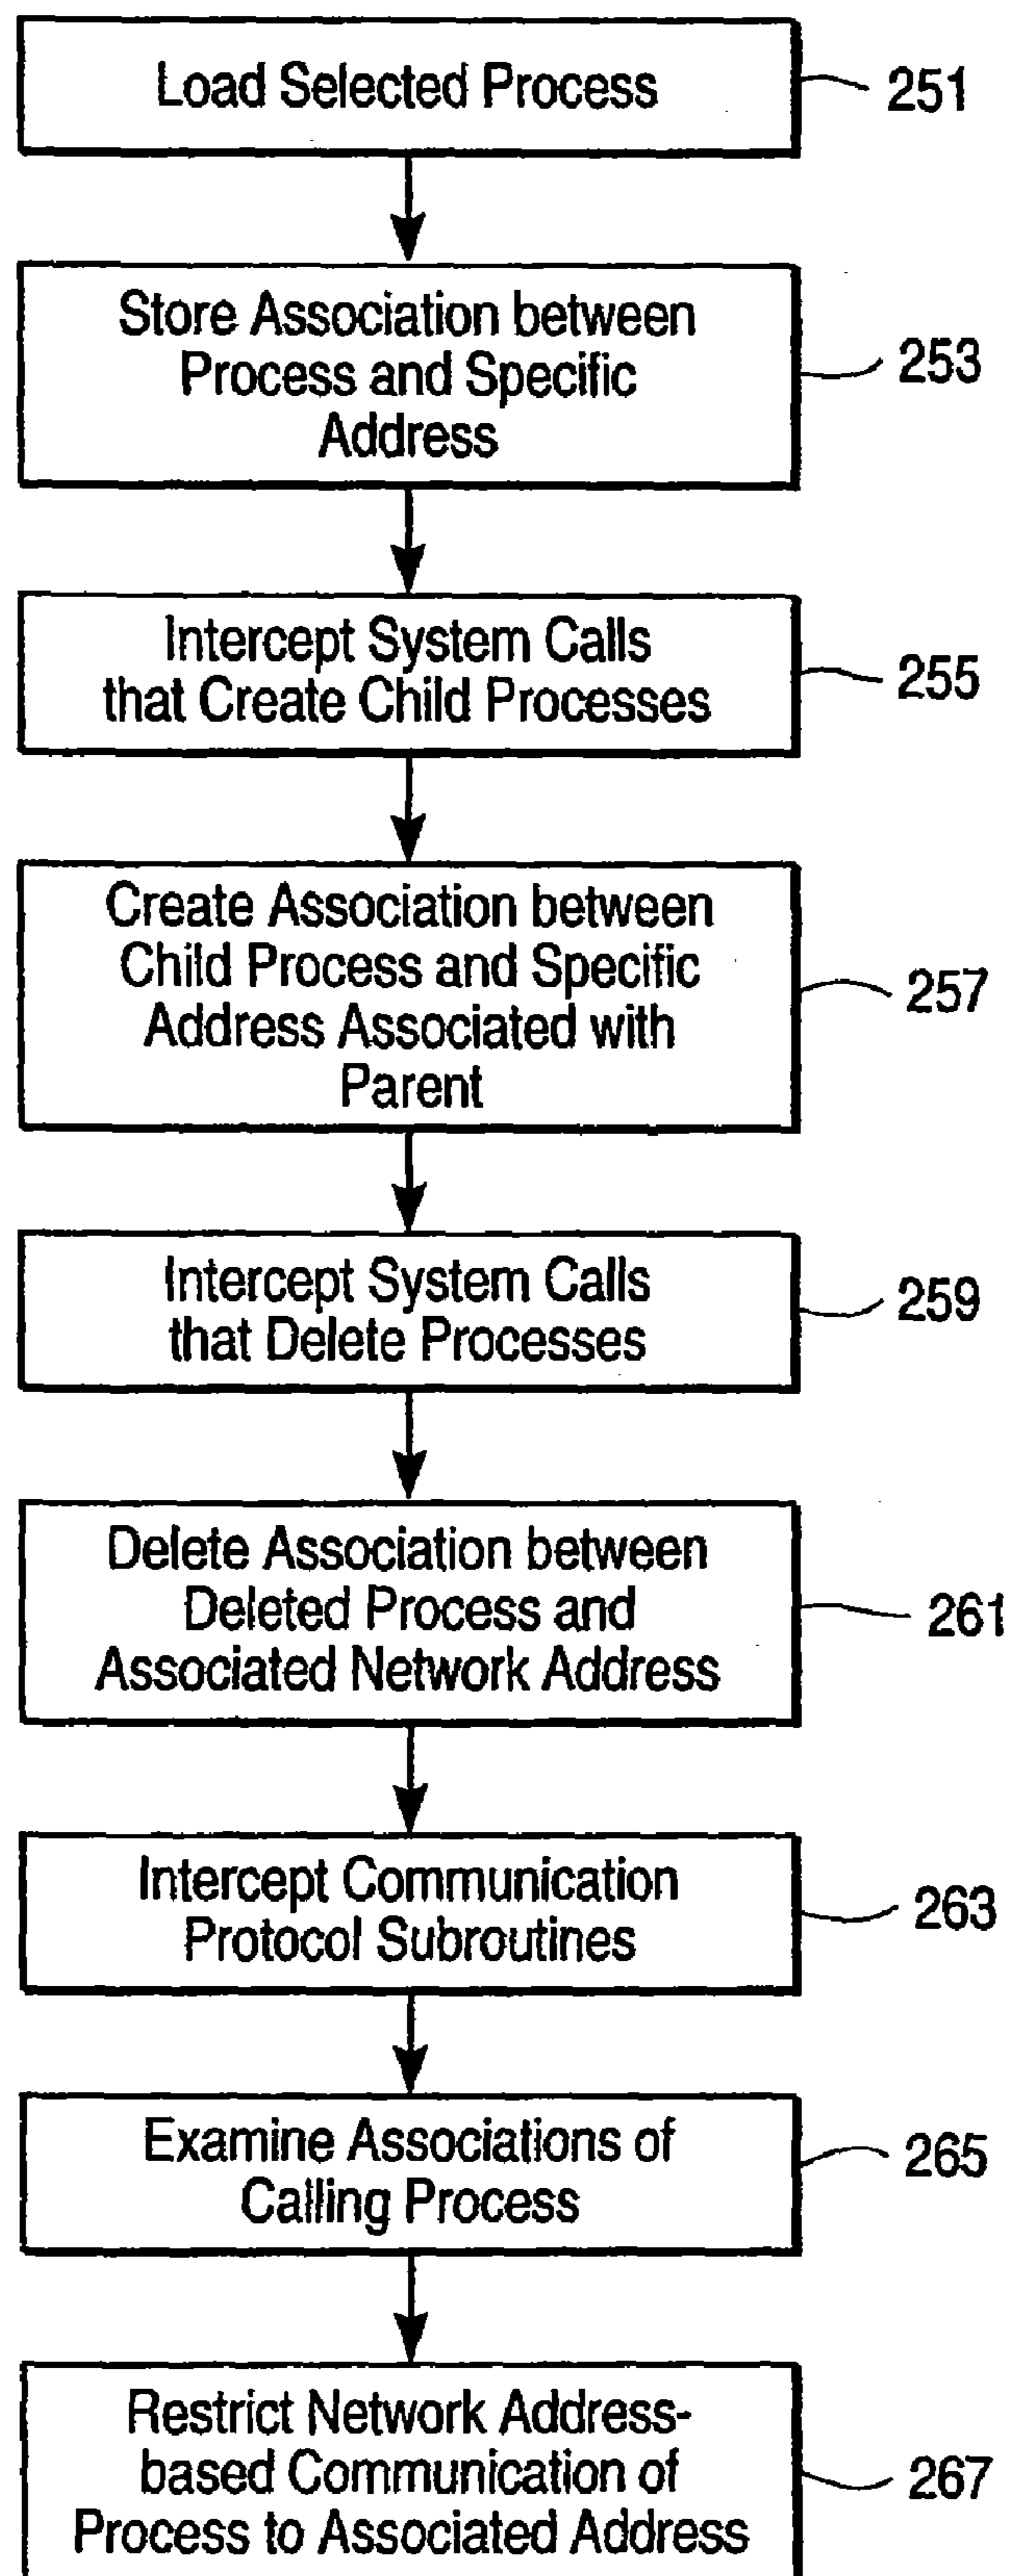 Load Selected Process
251
Store Association between
Process and Specific
Address
253
Intercept System Calls
that Create Child Processes
255
Create Association between
Child Process and Specific
Address Associated with
Parent
257
Intercept System Calls
that Delete Processes
259
Delete Association between
Deleted Process and
Associated Network Address
261
Intercept Communication
Protocol Subroutines
263
Examine Associations of
Calling Process
265
Restrict Network Address-
based Communication of
Process to Associated Address
267